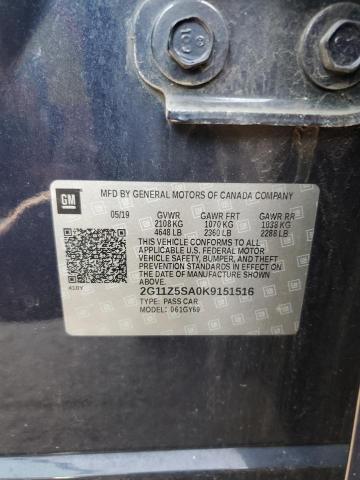 GM
MFD BY GENERAL MOTORS OF CANADA COMPANY
05/19 GVWR GAWR FRT GAWR RR
2108 KG 1070 KG 1038 KG
4648 LB 2360 LB 2288 LB
THIS VEHICLE CONFORMS TO ALL
APPLICABLE U.S. FEDERAL MOTOR
VEHICLE SAFETY, BUMPER, AND THEFT
PREVENTION STANDARDS IN EFFECT ON
THE DATE OF MANUFACTURE SHOWN
ABOVE.
2G11Z5SA0K9151516
TYPE: PASS CAR
MODEL: 061GY69